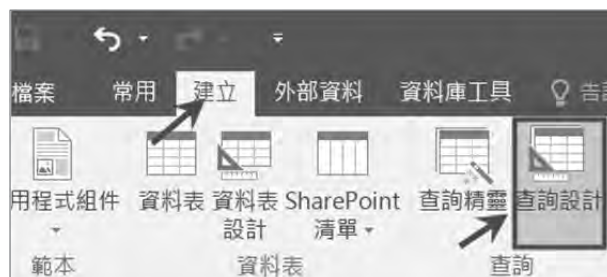 檔案 常用 建立 外部資料 資料庫工具 告
用程式組件 資料表 資料表 SharePoint 查詢精靈 查詢設計
設計 清單
範本 資料表 查詢